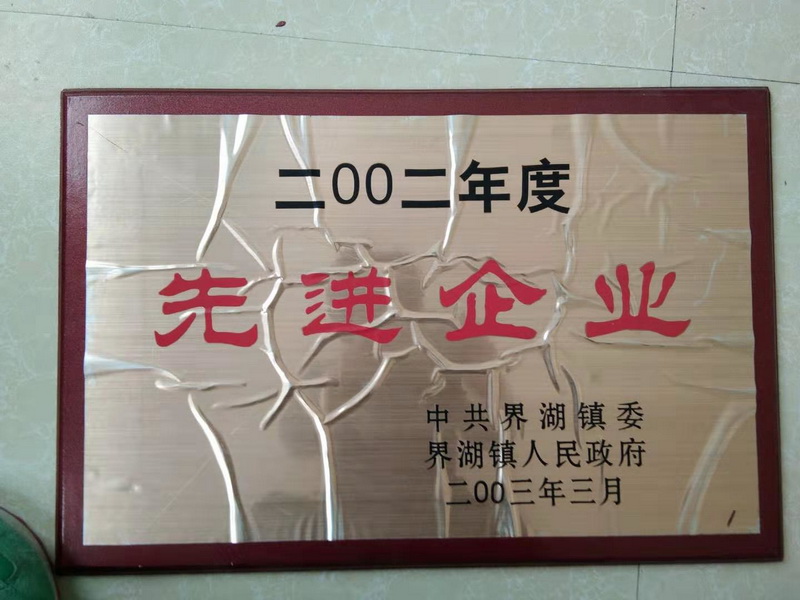 二00二年度
先进企业
中共界湖镇委
界湖镇人民政府
二00三年三月